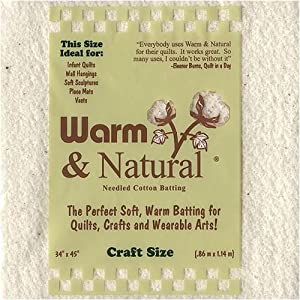 This Size
Ideal for:
Infant Quilts
Wall Hangings
Soft Sculptures
Place Mats
Vests
"Everybody uses Warm & Natural
for their quilts. It works great. So
many uses, I couldn't be without it"
-Eleanor Burns, Quilt in a Day
Warm
& Natural®
Needled Cotton Batting
The Perfect Soft, Warm Batting for
Quilts, Crafts and Wearable Arts!
34" x 45"
Craft Size
(.86 m x 1.14 m)